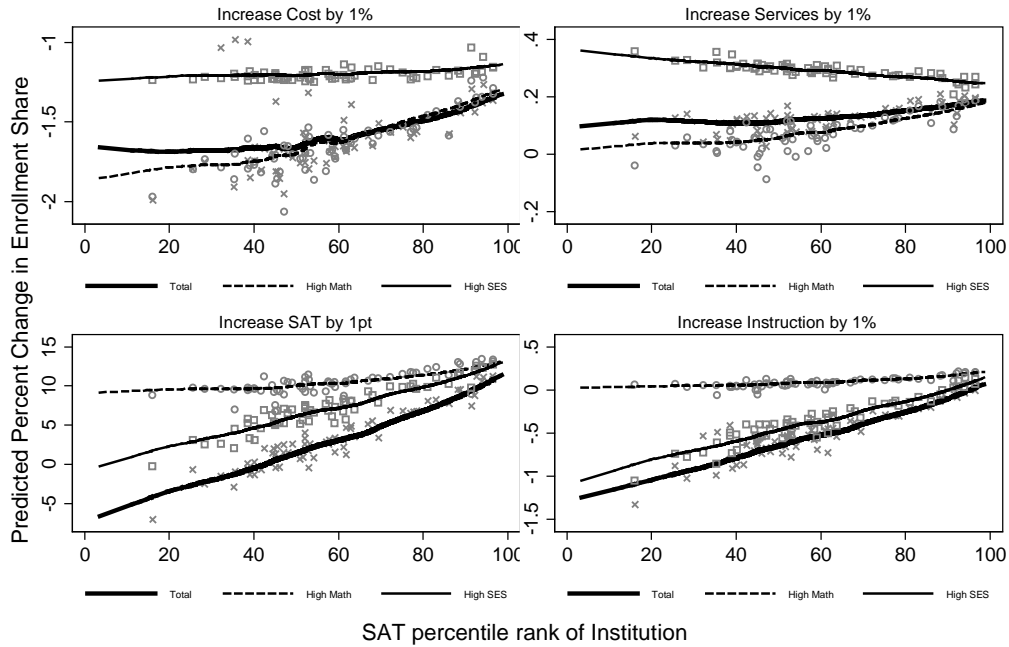 Increase Cost by 1%
Increase Services by 1%
Predicted Percent Change in Enrollment Share
-1
-1.5
-2
0 20 40 60 80 100
Total High Math High SES
.4
.2
0
-.2
0 20 40 60 80 100
Total High Math High SES
Increase SAT by 1pt
Increase Instruction by 1%
15
10
5
0
-5
0 20 40 60 80 100
Total High Math High SES
.5
0
-.5
-1
-1.5
0 20 40 60 80 100
Total High Math High SES
SAT percentile rank of Institution